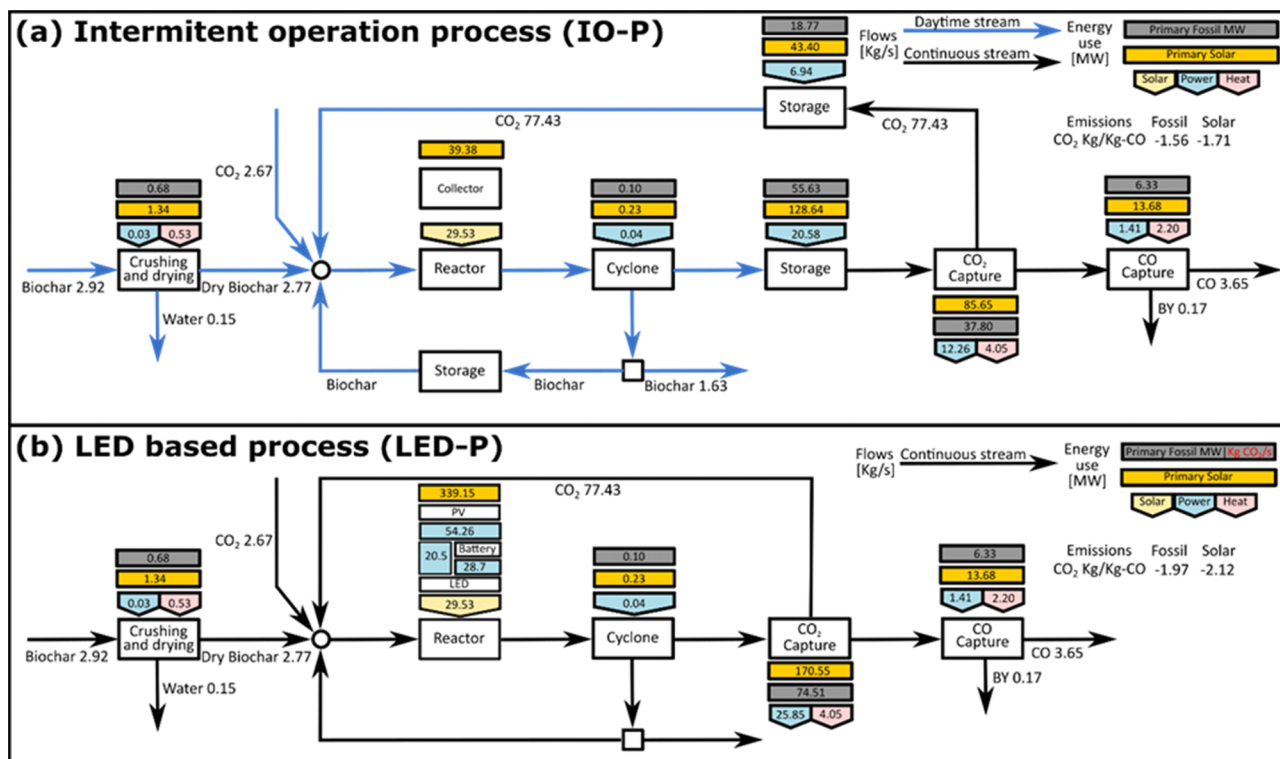 (a) Intermitent operation process (IO-P)
18.77
43.40
6.94
Storage
Flows
[Kg/s]
Daytime stream
Continuous stream
Energy
use
[MW]
Primary Fossil MW
Primary Solar
Solar
Power
Heat
Emissions Fossil Solar
CO2 Kg/Kg-CO -1.56 -1.71
CO2 77.43
CO2 77.43
CO2 2.67
39.38
Collector
29.53
Reactor
0.68
1.34
0.03
0.53
Crushing
and drying
0.10
0.23
0.04
Cyclone
55.63
128.64
20.58
Storage
CO2
Capture
85.65
37.80
12.26
4.05
6.33
13.68
1.41
2.20
CO
Capture
CO 3.65
BY 0.17
Biochar 2.92
Dry Biochar 2.77
Water 0.15
Storage
Biochar
Biochar
Biochar 1.63
(b) LED based process (LED-P)
Flows
[Kg/s]
Continuous stream
Energy
use
[MW]
Primary Fossil MW|Kg CO2/s
Primary Solar
Solar
Power
Heat
Emissions Fossil Solar
CO2 Kg/Kg-CO -1.97 -2.12
CO2 77.43
CO2 2.67
339.15
PV
54.26
20.5
Battery
28.7
LED
29.53
Reactor
0.68
1.34
0.03
0.53
Crushing
and drying
0.10
0.23
0.04
Cyclone
CO2
Capture
170.55
74.51
25.85
4.05
6.33
13.68
1.41
2.20
CO
Capture
CO 3.65
BY 0.17
Biochar 2.92
Dry Biochar 2.77
Water 0.15